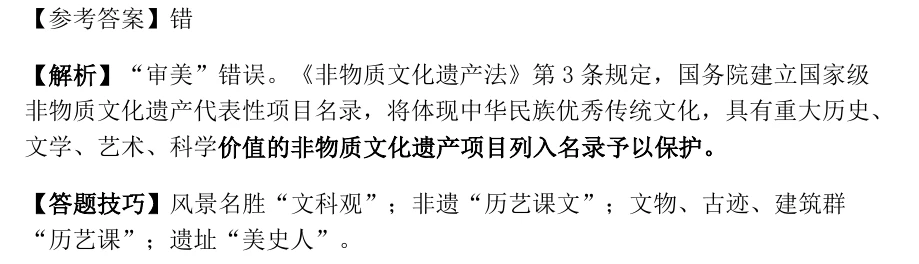 【参考答案】错
【解析】“审美”错误。《非物质文化遗产法》第 3 条规定，国务院建立国家级
非物质文化遗产代表性项目名录，将体现中华民族优秀传统文化，具有重大历史、
文学、艺术、科学价值的非物质文化遗产项目列入名录予以保护。
【答题技巧】风景名胜“文科观”；非遗“历艺课文”；文物、古迹、建筑群
“历艺课”；遗址“美史人”。